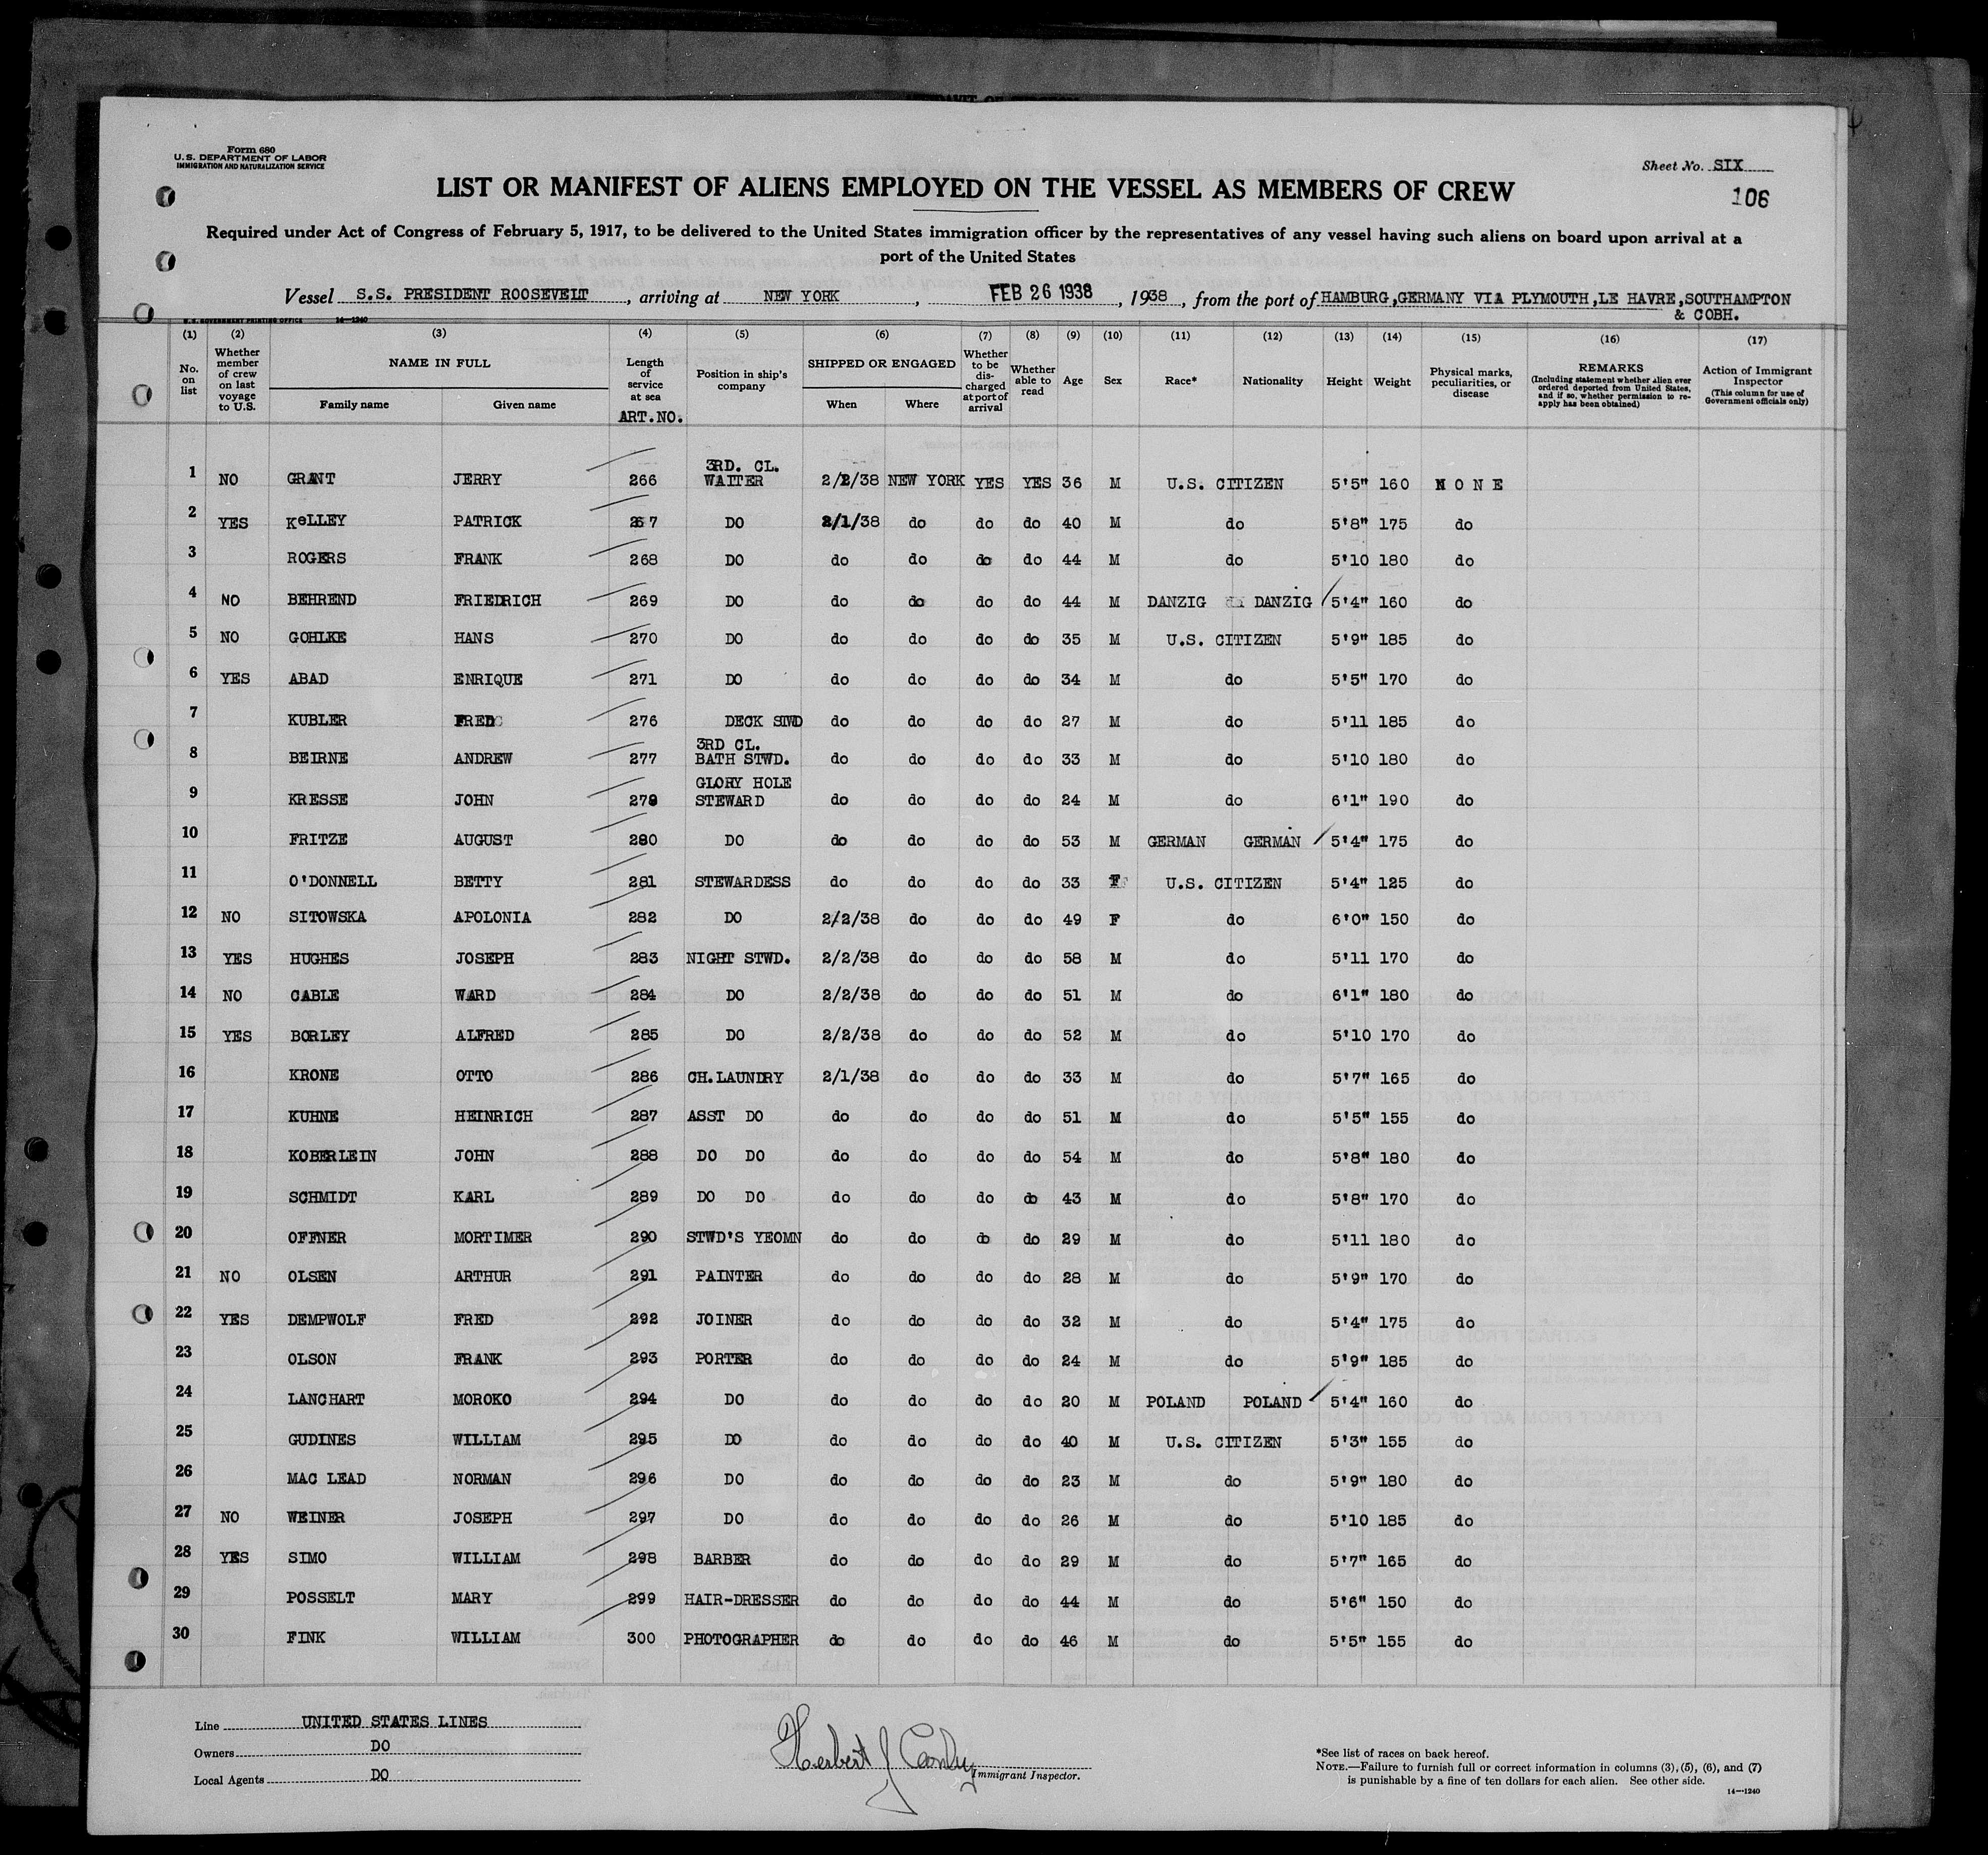 Form 680
U.S. DEPARTMENT OF LABOR
IMMIGRATION AND NATURALIZATION SERVICE
Sheet No. SIX
106
LIST OR MANIFEST OF ALIENS EMPLOYED ON THE VESSEL AS MEMBERS OF CREW
Required under Act of Congress of February 5, 1917, to be delivered to the United States immigration officer by the representatives of any vessel having such aliens on board upon arrival at a
port of the United States
Vessel S.S. PRESIDENT ROOSEVELT, arriving at NEW YORK, FEB 26 1938, 1938, from the port of HAMBURG,GERMANY VIA PLYMOUTH,LE HAVRE,SOUTHAMPTON
& COBH.
U.S. GOVERNMENT PRINTING OFFICE 14—1240
(1) (2) (3) (4) (5) (6) (7) (8) (9) (10) (11) (12) (13) (14) (15) (16) (17)
No. on list | Whether member of crew on last voyage to U.S. | NAME IN FULL Family name Given name | Length of service at sea ART.NO. | Position in ship's company | SHIPPED OR ENGAGED When Where | Whether to be discharged at port of arrival | Whether able to read | Age | Sex | Race* | Nationality | Height | Weight | Physical marks, peculiarities, or disease | REMARKS (Including statement whether alien ever ordered deported from United States, and if so, whether permission to re-apply has been obtained) | Action of Immigrant Inspector (This column for use of Government officials only)
1 NO GRANT JERRY 266 3RD. CL. WAITER 2/2/38 NEW YORK YES YES 36 M U.S. CITIZEN 5'5" 160 NONE
2 YES KeLLEY PATRICK 267 DO 2/1/38 do do do 40 M do 5'8" 175 do
3 ROGERS FRANK 268 DO do do do do 44 M do 5'10 180 do
4 NO BEHREND FRIEDRICH 269 DO do do do do 44 M DANZIG DANZIG 5'4" 160 do
5 NO GOHLKE HANS 270 DO do do do do 35 M U.S. CITIZEN 5'9" 185 do
6 YES ABAD ENRIQUE 271 DO do do do do 34 M do 5'5" 170 do
7 KUBLER FRED 276 DECK STWD do do do do 27 M do 5'11 185 do
8 BEIRNE ANDREW 277 3RD CL. BATH STWD. do do do do 33 M do 5'10 180 do
9 KRESSE JOHN 279 GLORY HOLE STEWARD do do do do 24 M do 6'1" 190 do
10 FRITZE AUGUST 280 DO do do do do 53 M GERMAN GERMAN 5'4" 175 do
11 O'DONNELL BETTY 281 STEWARDESS do do do do 33 F U.S. CITIZEN 5'4" 125 do
12 NO SITOWSKA APOLONIA 282 DO 2/2/38 do do do 49 F do 6'0" 150 do
13 YES HUGHES JOSEPH 283 NIGHT STWD. 2/2/38 do do do 58 M do 5'11 170 do
14 NO CABLE WARD 284 DO 2/2/38 do do do 51 M do 6'1" 180 do
15 YES BORLEY ALFRED 285 DO 2/2/38 do do do 52 M do 5'10 170 do
16 KRONE OTTO 286 CH.LAUNDRY 2/1/38 do do do 33 M do 5'7" 165 do
17 KUHNE HEINRICH 287 ASST DO do do do do 51 M do 5'5" 155 do
18 KOBERLEIN JOHN 288 DO DO do do do do 54 M do 5'8" 180 do
19 SCHMIDT KARL 289 DO DO do do do do 43 M do 5'8" 170 do
20 OFFNER MORTIMER 290 STWD'S YEOMN do do do do 29 M do 5'11 180 do
21 NO OLSEN ARTHUR 291 PAINTER do do do do 28 M do 5'9" 170 do
22 YES DEMPWOLF FRED 292 JOINER do do do do 32 M do 5'4" 175 do
23 OLSON FRANK 293 PORTER do do do do 24 M do 5'9" 185 do
24 LANCHART MOROKO 294 DO do do do do 20 M POLAND POLAND 5'4" 160 do
25 GUDINES WILLIAM 295 DO do do do do 40 M U.S. CITIZEN 5'3" 155 do
26 MAC LEAD NORMAN 296 DO do do do do 23 M do 5'9" 180 do
27 NO WEINER JOSEPH 297 DO do do do do 26 M do 5'10 185 do
28 YES SIMO WILLIAM 298 BARBER do do do do 29 M do 5'7" 165 do
29 POSSELT MARY 299 HAIR-DRESSER do do do do 44 M do 5'6" 150 do
30 FINK WILLIAM 300 PHOTOGRAPHER do do do do 46 M do 5'5" 155 do
Line UNITED STATES LINES
Owners DO
Local Agents DO
Herbert J
Immigrant Inspector.
*See list of races on back hereof.
NOTE.—Failure to furnish full or correct information in columns (3), (5), (6), and (7)
is punishable by a fine of ten dollars for each alien. See other side.
14—1240